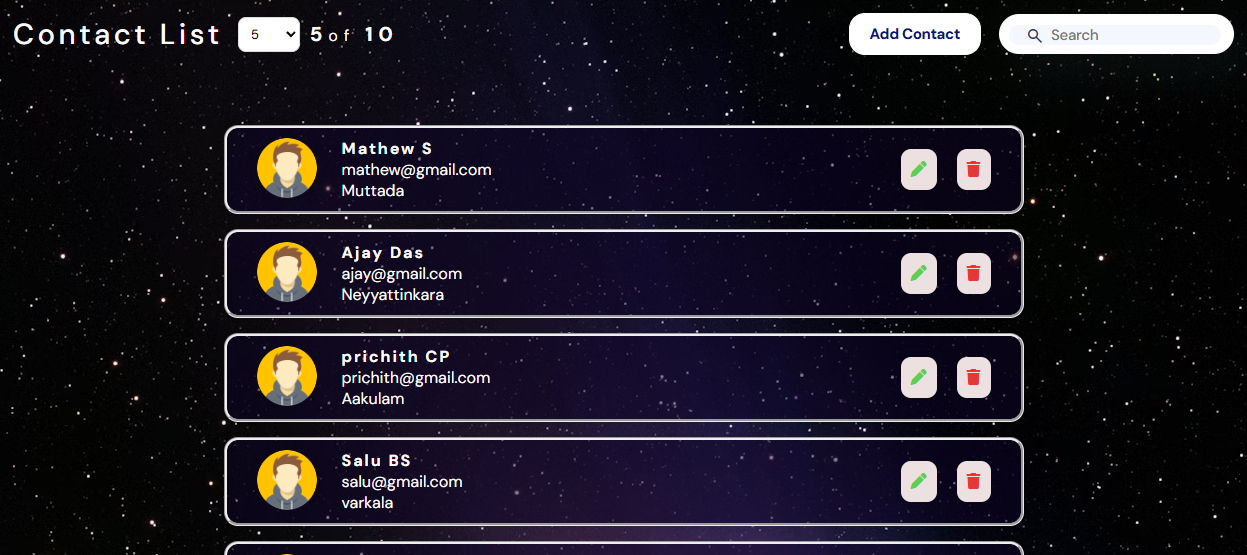 Contact List 5 5 of 10 Add Contact Search
Mathew S
mathew@gmail.com
Muttada
Ajay Das
ajay@gmail.com
Neyyattinkara
prichith CP
prichith@gmail.com
Aakulam
Salu BS
salu@gmail.com
varkala